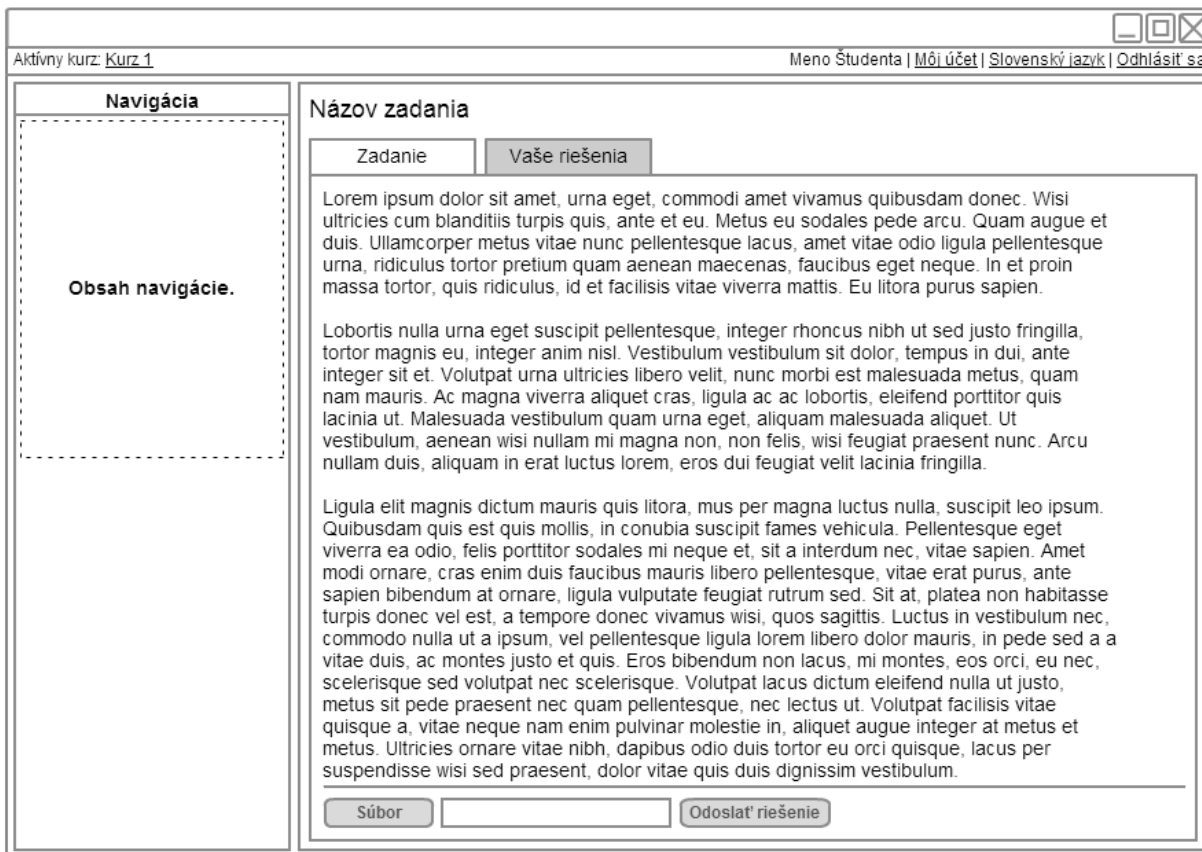 Aktívny kurz: Kurz 1
Meno Študenta | Môj účet | Slovenský jazyk | Odhlásiť sa
Navigácia
Obsah navigácie.
Názov zadania
Zadanie
Vaše riešenia
Lorem ipsum dolor sit amet, urna eget, commodi amet vivamus quibusdam donec. Wisi
ultricies cum blanditiis turpis quis, ante et eu. Metus eu sodales pede arcu. Quam augue et
duis. Ullamcorper metus vitae nunc pellentesque lacus, amet vitae odio ligula pellentesque
urna, ridiculus tortor pretium quam aenean maecenas, faucibus eget neque. In et proin
massa tortor, quis ridiculus, id et facilisis vitae viverra mattis. Eu litora purus sapien.
Lobortis nulla urna eget suscipit pellentesque, integer rhoncus nibh ut sed justo fringilla,
tortor magnis eu, integer anim nisl. Vestibulum vestibulum sit dolor, tempus in dui, ante
integer sit et. Volutpat urna ultricies libero velit, nunc morbi est malesuada metus, quam
nam mauris. Ac magna viverra aliquet cras, ligula ac ac lobortis, eleifend porttitor quis
lacinia ut. Malesuada vestibulum quam urna eget, aliquam malesuada aliquet. Ut
vestibulum, aenean wisi nullam mi magna non, non felis, wisi feugiat praesent nunc. Arcu
nullam duis, aliquam in erat luctus lorem, eros dui feugiat velit lacinia fringilla.
Ligula elit magnis dictum mauris quis litora, mus per magna luctus nulla, suscipit leo ipsum.
Quibusdam quis est quis mollis, in conubia suscipit fames vehicula. Pellentesque eget
viverra ea odio, felis porttitor sodales mi neque et, sit a interdum nec, vitae sapien. Amet
modi ornare, cras enim duis faucibus mauris libero pellentesque, vitae erat purus, ante
sapien bibendum at ornare, ligula vulputate feugiat rutrum sed. Sit at, platea non habitasse
turpis donec vel est, a tempore donec vivamus wisi, quos sagittis. Luctus in vestibulum nec,
commodo nulla ut a ipsum, vel pellentesque ligula lorem libero dolor mauris, in pede sed a a
vitae duis, ac montes justo et quis. Eros bibendum non lacus, mi montes, eos orci, eu nec,
scelerisque sed volutpat nec scelerisque. Volutpat lacus dictum eleifend nulla ut justo,
metus sit pede praesent nec quam pellentesque, nec lectus ut. Volutpat facilisis vitae
quisque a, vitae neque nam enim pulvinar molestie in, aliquet augue integer at metus et
metus. Ultricies ornare vitae nibh, dapibus odio duis tortor eu orci quisque, lacus per
suspendisse wisi sed praesent, dolor vitae quis duis dignissim vestibulum.
Súbor
Odoslať riešenie